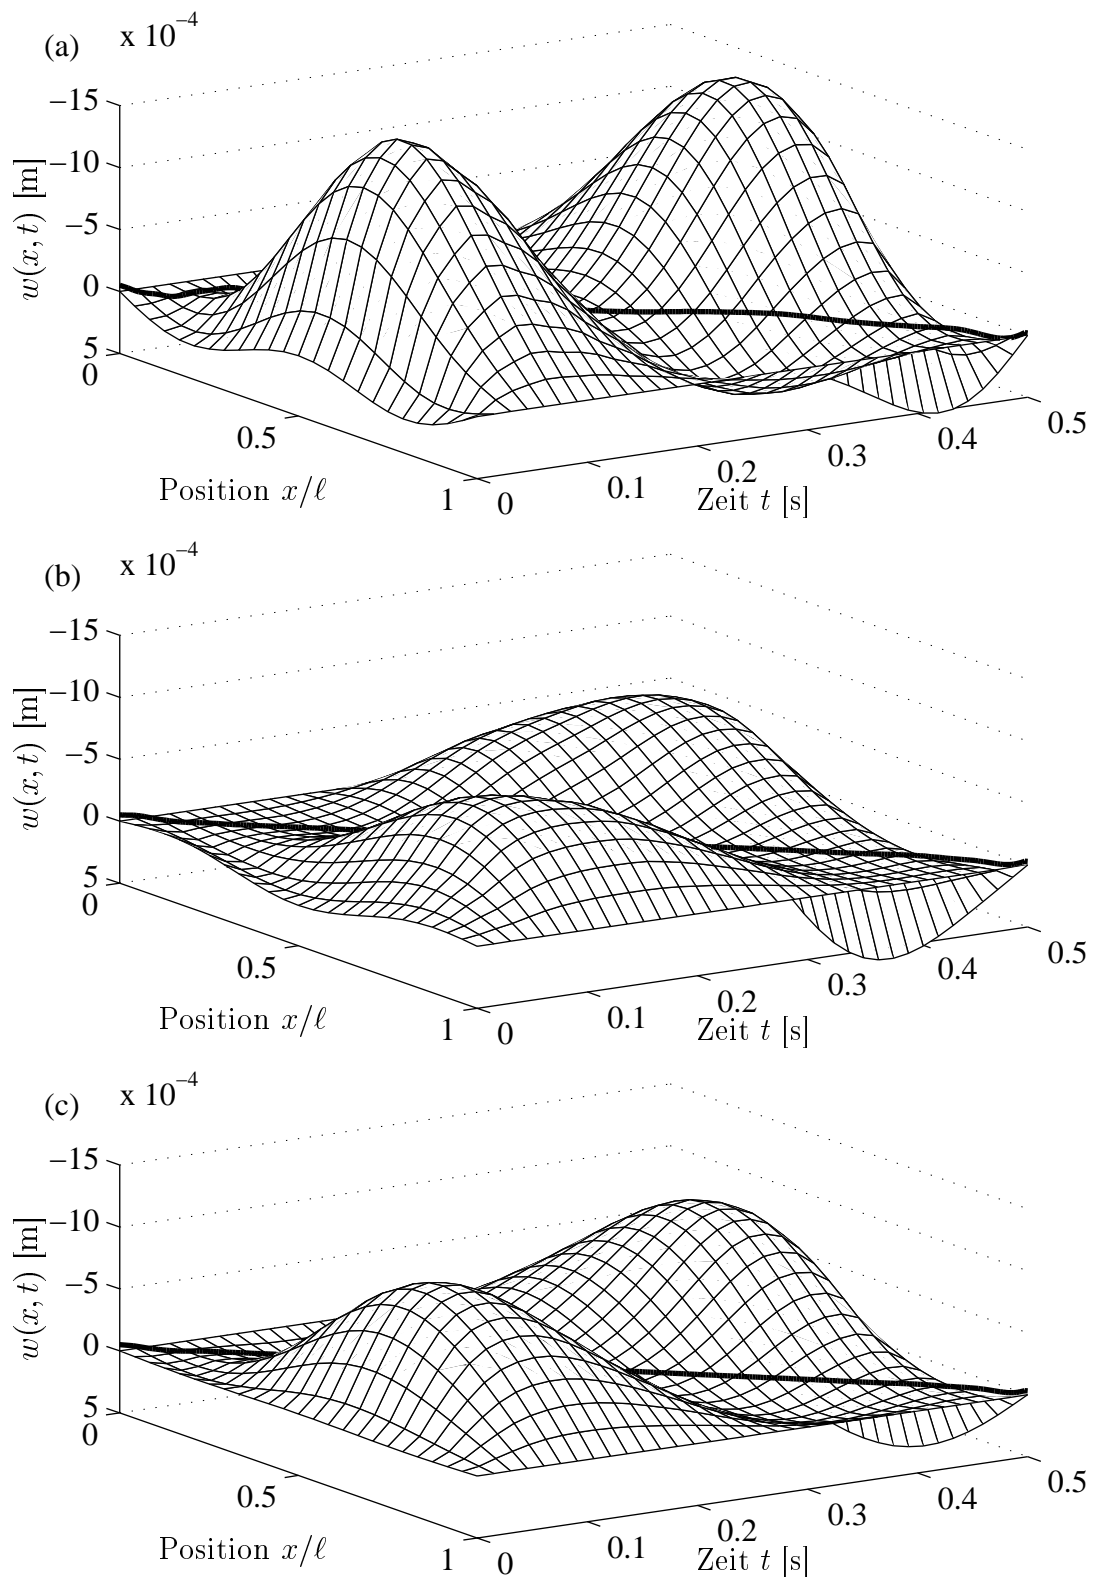 (a)
x 10⁻⁴
−15
−10
−5
0
5
w(x, t) [m]
0
0.5
1
Position x/ℓ
0
0.1
0.2
0.3
0.4
0.5
Zeit t [s]
(b)
x 10⁻⁴
−15
−10
−5
0
5
w(x, t) [m]
0
0.5
1
Position x/ℓ
0
0.1
0.2
0.3
0.4
0.5
Zeit t [s]
(c)
x 10⁻⁴
−15
−10
−5
0
5
w(x, t) [m]
0
0.5
1
Position x/ℓ
0
0.1
0.2
0.3
0.4
0.5
Zeit t [s]